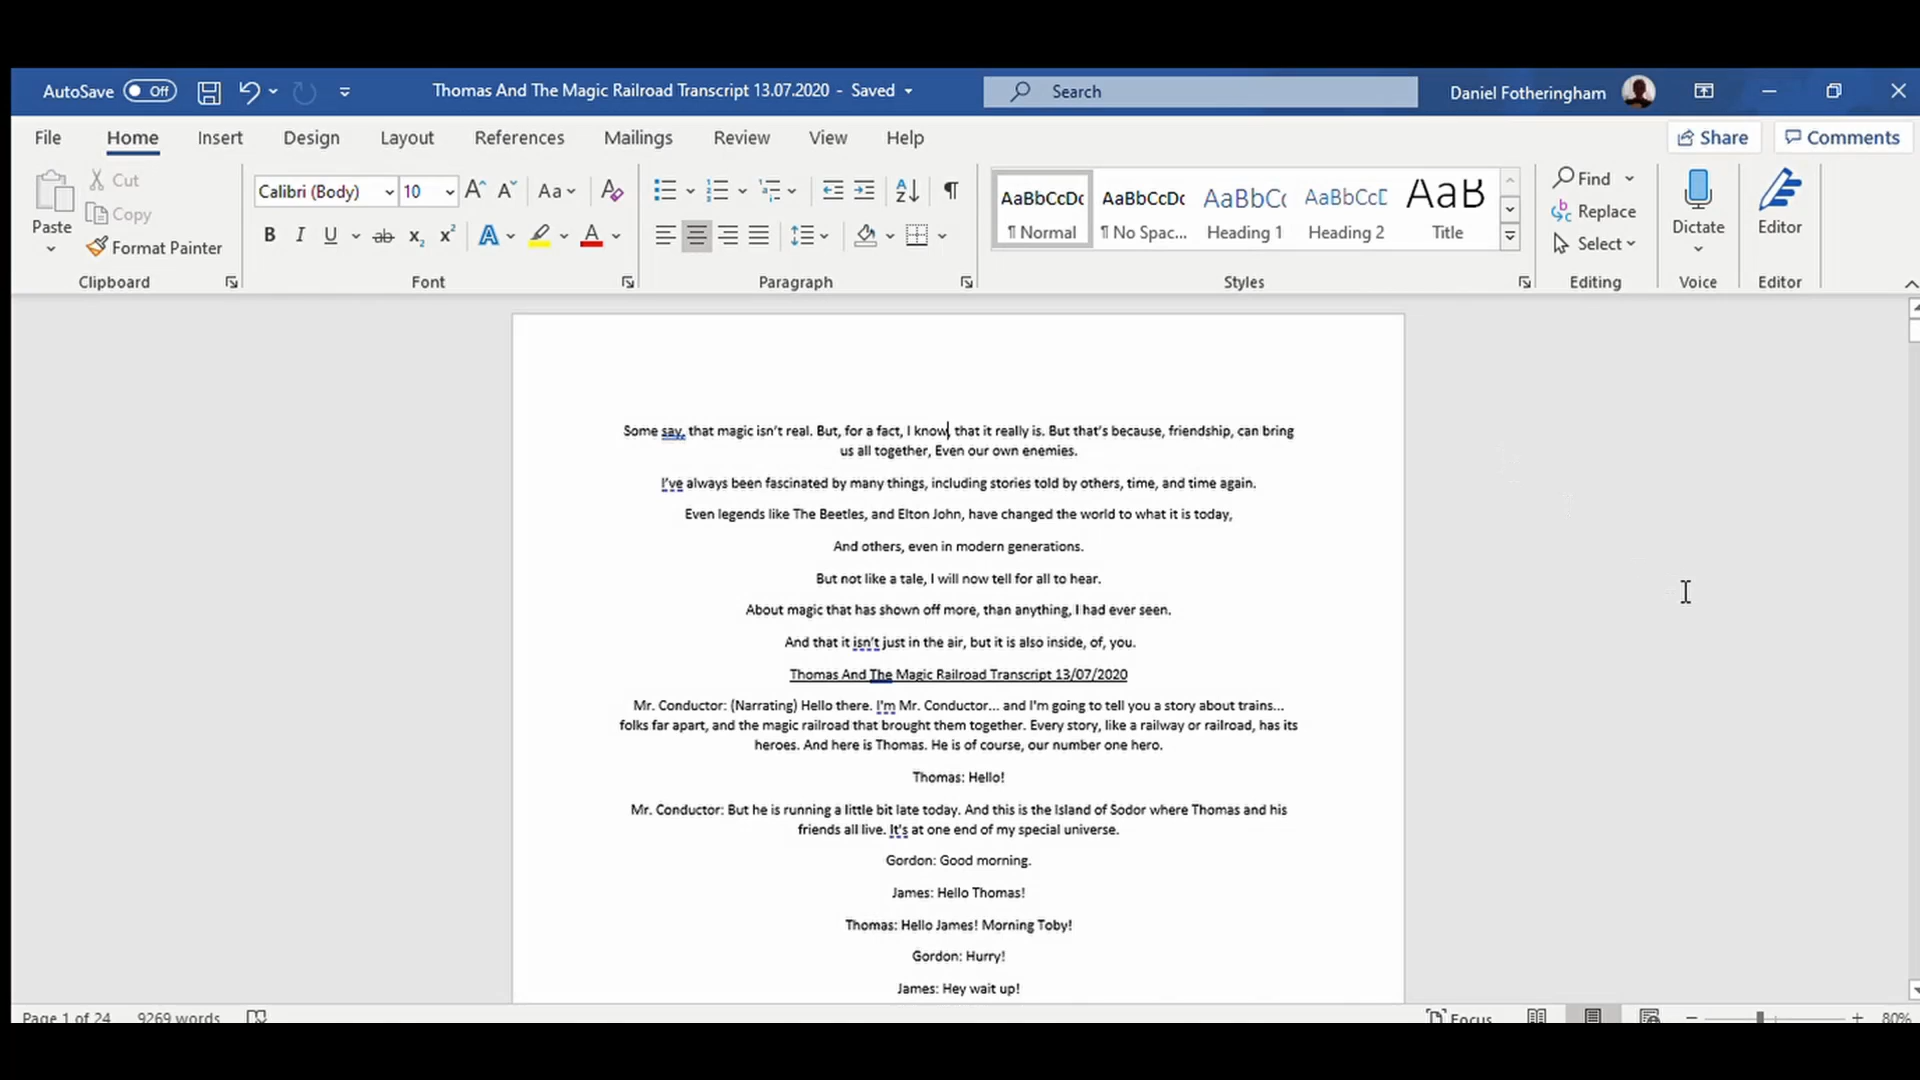 AutoSave Off Thomas And The Magic Railroad Transcript 13.07.2020 - Saved Search Daniel Fotheringham
File Home Insert Design Layout References Mailings Review View Help Share Comments
Paste Cut Copy Format Painter
Clipboard
Calibri (Body) 10 Aa
B I U ab x₂ x² A A
Font
Paragraph
AaBbCcDc AaBbCcDc AaBbCc AaBbCcD AaB
¶ Normal ¶ No Spac... Heading 1 Heading 2 Title
Styles
Find
Replace
Select
Editing
Dictate
Voice
Editor
Editor
Some say, that magic isn't real. But, for a fact, I know, that it really is. But that's because, friendship, can bring
us all together, Even our own enemies.
I've always been fascinated by many things, including stories told by others, time, and time again.
Even legends like The Beetles, and Elton John, have changed the world to what it is today,
And others, even in modern generations.
But not like a tale, I will now tell for all to hear.
About magic that has shown off more, than anything, I had ever seen.
And that it isn't just in the air, but it is also inside, of, you.
Thomas And The Magic Railroad Transcript 13/07/2020
Mr. Conductor: (Narrating) Hello there. I'm Mr. Conductor... and I'm going to tell you a story about trains...
folks far apart, and the magic railroad that brought them together. Every story, like a railway or railroad, has its
heroes. And here is Thomas. He is of course, our number one hero.
Thomas: Hello!
Mr. Conductor: But he is running a little bit late today. And this is the Island of Sodor where Thomas and his
friends all live. It's at one end of my special universe.
Gordon: Good morning.
James: Hello Thomas!
Thomas: Hello James! Morning Toby!
Gordon: Hurry!
James: Hey wait up!
Page 1 of 24 9269 words Focus 80%